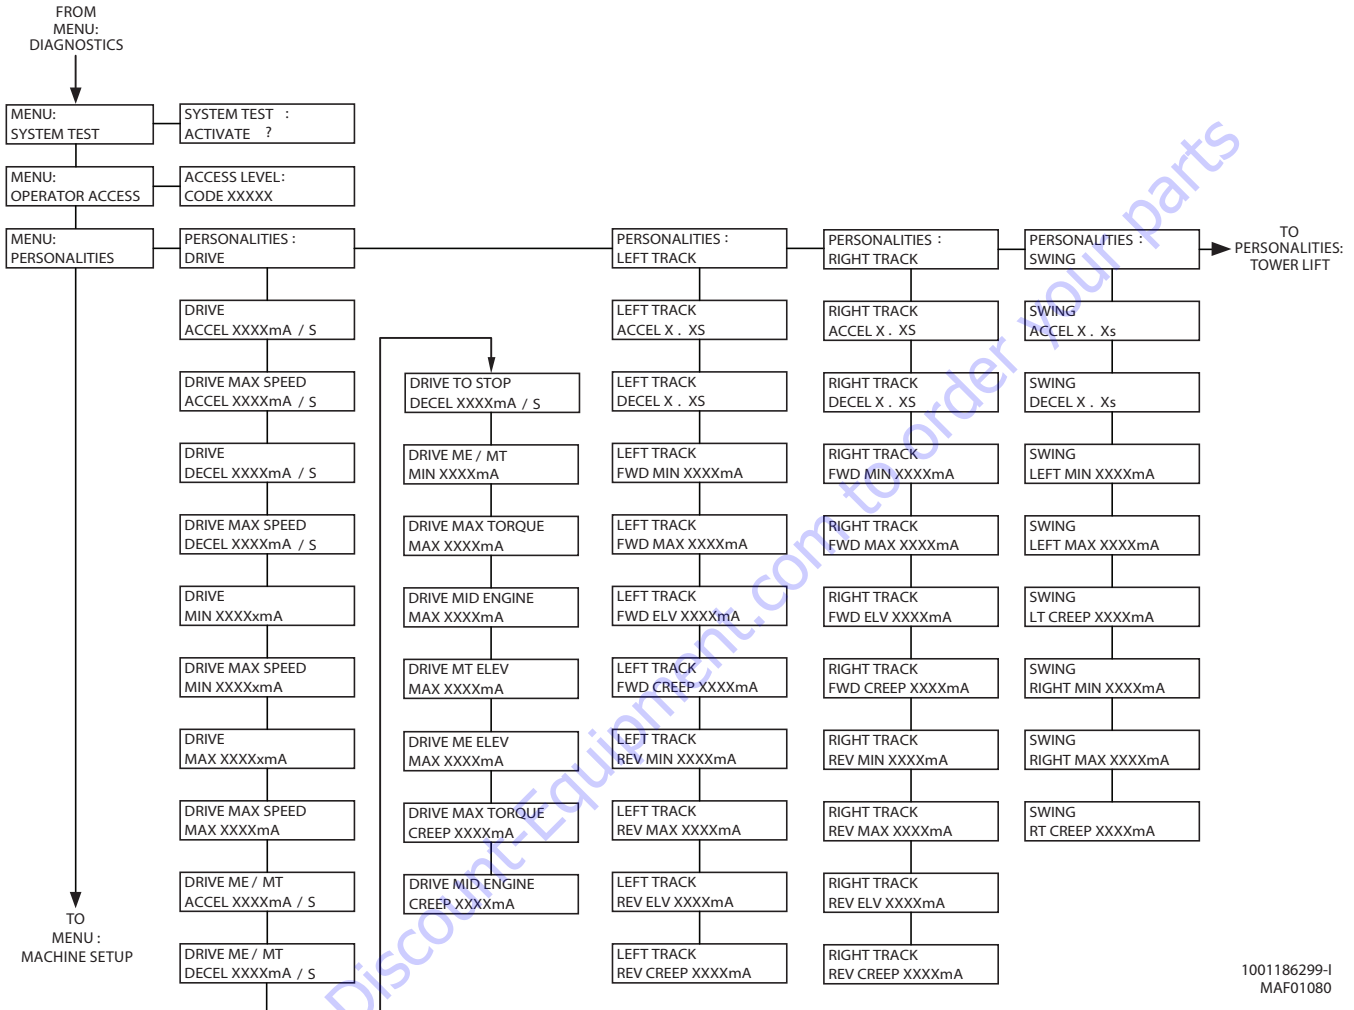 FROM
MENU:
DIAGNOSTICS
MENU:
SYSTEM TEST
SYSTEM TEST :
ACTIVATE ?
MENU:
OPERATOR ACCESS
ACCESS LEVEL:
CODE XXXXX
MENU:
PERSONALITIES
TO
MENU :
MACHINE SETUP
PERSONALITIES :
DRIVE
DRIVE
ACCEL XXXXmA / S
DRIVE MAX SPEED
ACCEL XXXXmA / S
DRIVE
DECEL XXXXmA / S
DRIVE MAX SPEED
DECEL XXXXmA / S
DRIVE
MIN XXXXxmA
DRIVE MAX SPEED
MIN XXXXxmA
DRIVE
MAX XXXXxmA
DRIVE MAX SPEED
MAX XXXXmA
DRIVE ME / MT
ACCEL XXXXmA / S
DRIVE ME / MT
DECEL XXXXmA / S
DRIVE TO STOP
DECEL XXXXmA / S
DRIVE ME / MT
MIN XXXXmA
DRIVE MAX TORQUE
MAX XXXXmA
DRIVE MID ENGINE
MAX XXXXmA
DRIVE MT ELEV
MAX XXXXmA
DRIVE ME ELEV
MAX XXXXmA
DRIVE MAX TORQUE
CREEP XXXXmA
DRIVE MID ENGINE
CREEP XXXXmA
PERSONALITIES :
LEFT TRACK
LEFT TRACK
ACCEL X . XS
LEFT TRACK
DECEL X . XS
LEFT TRACK
FWD MIN XXXXmA
LEFT TRACK
FWD MAX XXXXmA
LEFT TRACK
FWD ELV XXXXmA
LEFT TRACK
FWD CREEP XXXXmA
LEFT TRACK
REV MIN XXXXmA
LEFT TRACK
REV MAX XXXXmA
LEFT TRACK
REV ELV XXXXmA
LEFT TRACK
REV CREEP XXXXmA
PERSONALITIES :
RIGHT TRACK
RIGHT TRACK
ACCEL X . XS
RIGHT TRACK
DECEL X . XS
RIGHT TRACK
FWD MIN XXXXmA
RIGHT TRACK
FWD MAX XXXXmA
RIGHT TRACK
FWD ELV XXXXmA
RIGHT TRACK
FWD CREEP XXXXmA
RIGHT TRACK
REV MIN XXXXmA
RIGHT TRACK
REV MAX XXXXmA
RIGHT TRACK
REV ELV XXXXmA
RIGHT TRACK
REV CREEP XXXXmA
PERSONALITIES :
SWING
SWING
ACCEL X . Xs
SWING
DECEL X . Xs
SWING
LEFT MIN XXXXmA
SWING
LEFT MAX XXXXmA
SWING
LT CREEP XXXXmA
SWING
RIGHT MIN XXXXmA
SWING
RIGHT MAX XXXXmA
SWING
RT CREEP XXXXmA
TO
PERSONALITIES:
TOWER LIFT
1001186299-I
MAF01080
Discount-Equipment.com to order your parts